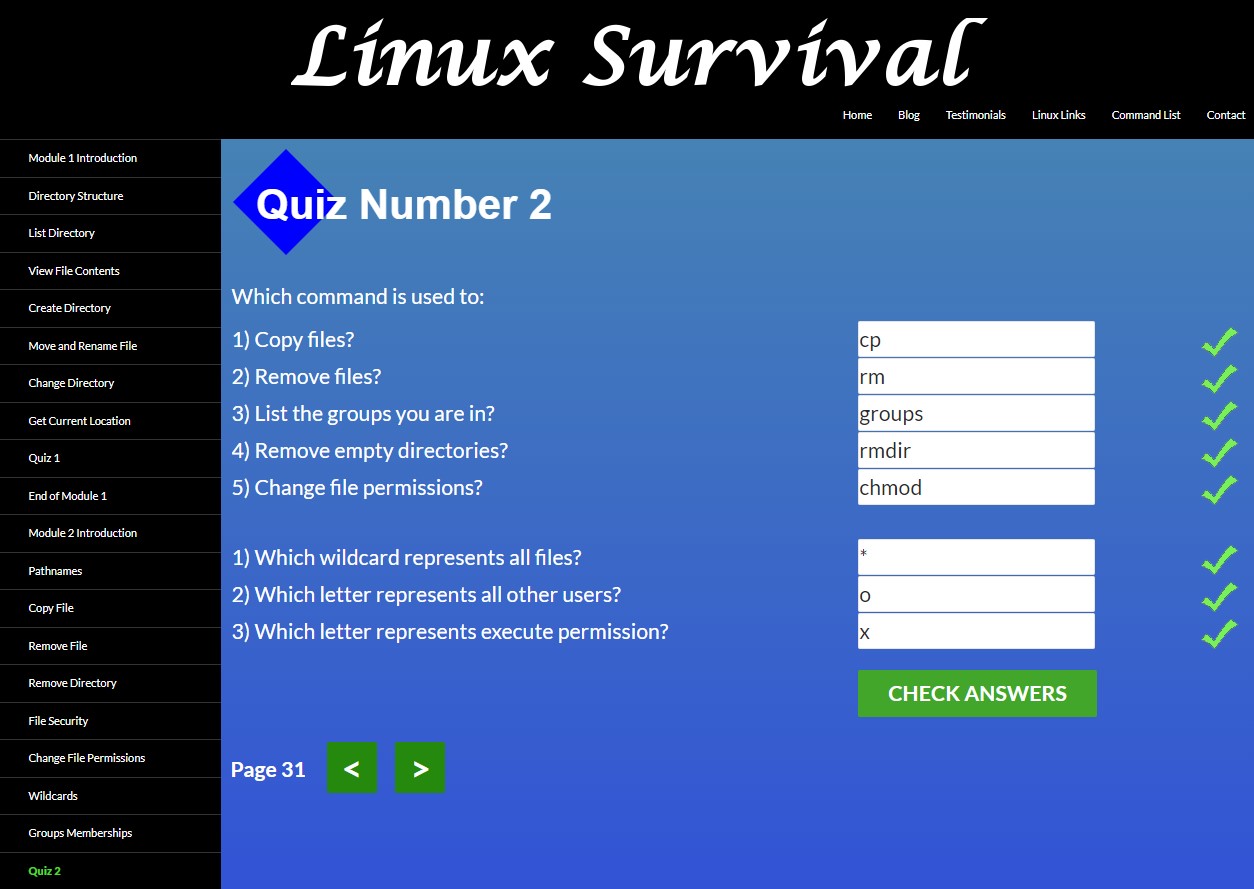 Linux Survival
Home Blog Testimonials Linux Links Command List Contact
Module 1 Introduction
Directory Structure
List Directory
View File Contents
Create Directory
Move and Rename File
Change Directory
Get Current Location
Quiz 1
End of Module 1
Module 2 Introduction
Pathnames
Copy File
Remove File
Remove Directory
File Security
Change File Permissions
Wildcards
Groups Memberships
Quiz 2
Quiz Number 2
Which command is used to:
1) Copy files? cp
2) Remove files? rm
3) List the groups you are in? groups
4) Remove empty directories? rmdir
5) Change file permissions? chmod
1) Which wildcard represents all files? *
2) Which letter represents all other users? o
3) Which letter represents execute permission? x
CHECK ANSWERS
Page 31 < >